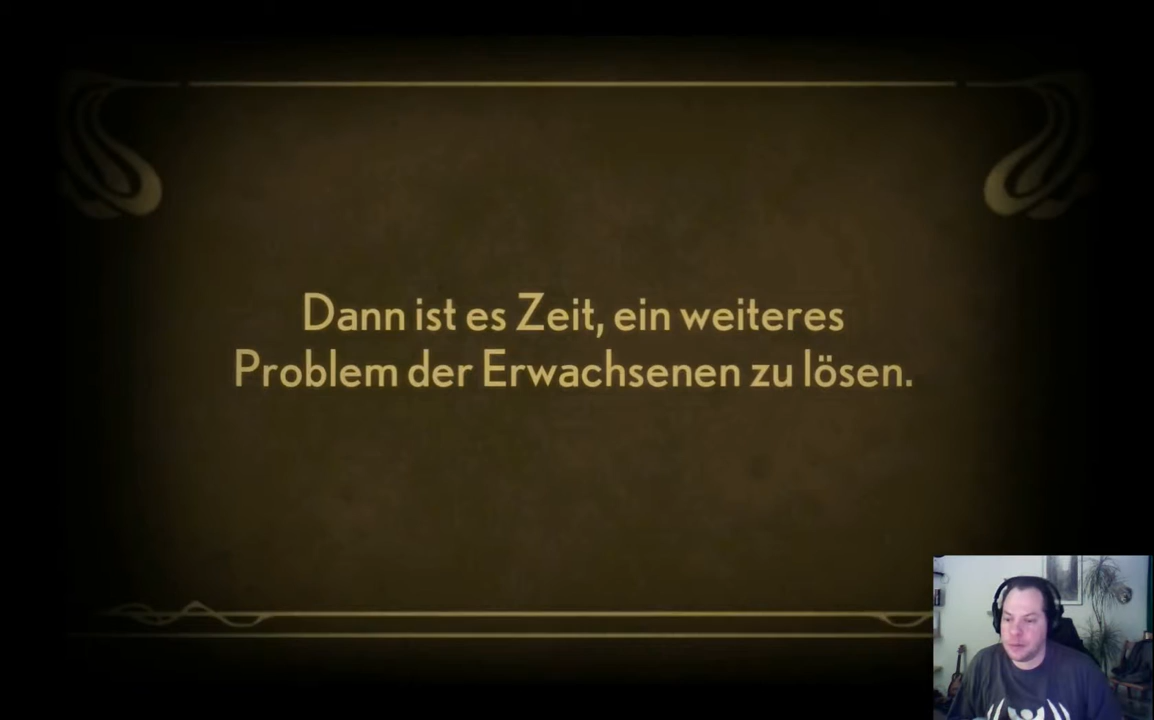 Dann ist es Zeit, ein weiteres
Problem der Erwachsenen zu lösen.